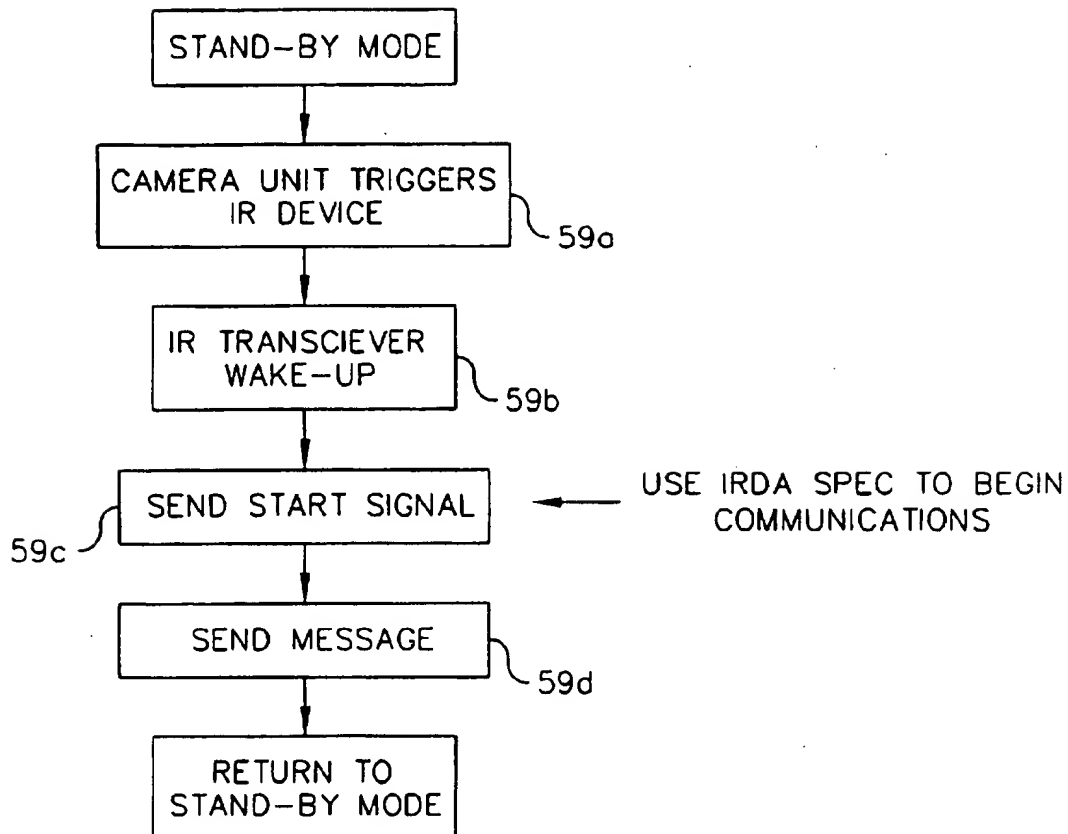 STAND-BY MODE
CAMERA UNIT TRIGGERS
IR DEVICE
59a
IR TRANSCIEVER
WAKE-UP
59b
SEND START SIGNAL
USE IRDA SPEC TO BEGIN
COMMUNICATIONS
59c
SEND MESSAGE
59d
RETURN TO
STAND-BY MODE